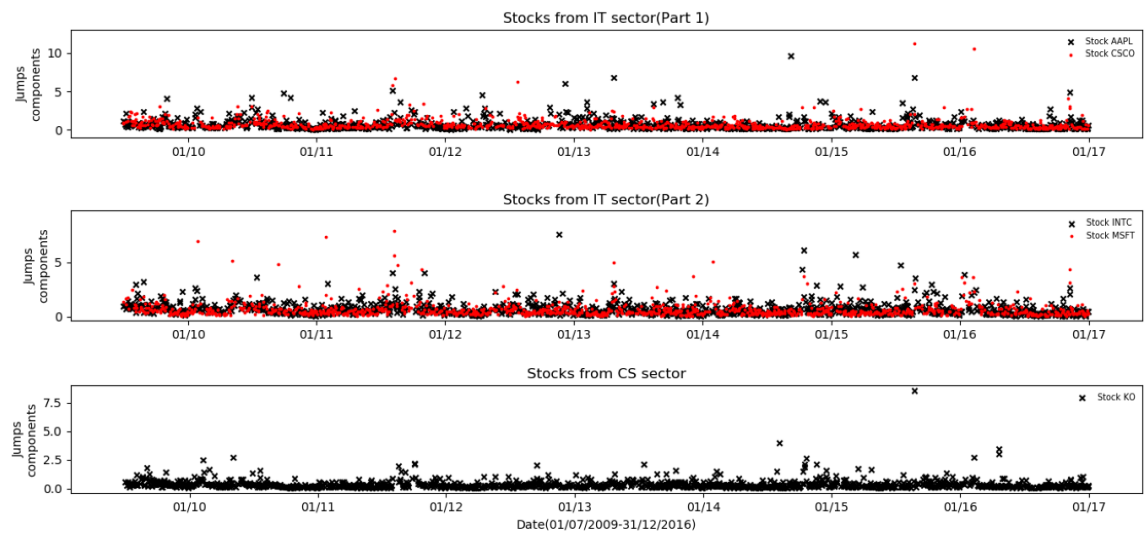 Stocks from IT sector(Part 1)
Jumps
components
10
5
0
Stock AAPL
Stock CSCO
01/10 01/11 01/12 01/13 01/14 01/15 01/16 01/17
Stocks from IT sector(Part 2)
Jumps
components
5
0
Stock INTC
Stock MSFT
01/10 01/11 01/12 01/13 01/14 01/15 01/16 01/17
Stocks from CS sector
Jumps
components
7.5
5.0
2.5
0.0
Stock KO
01/10 01/11 01/12 01/13 01/14 01/15 01/16 01/17
Date(01/07/2009-31/12/2016)